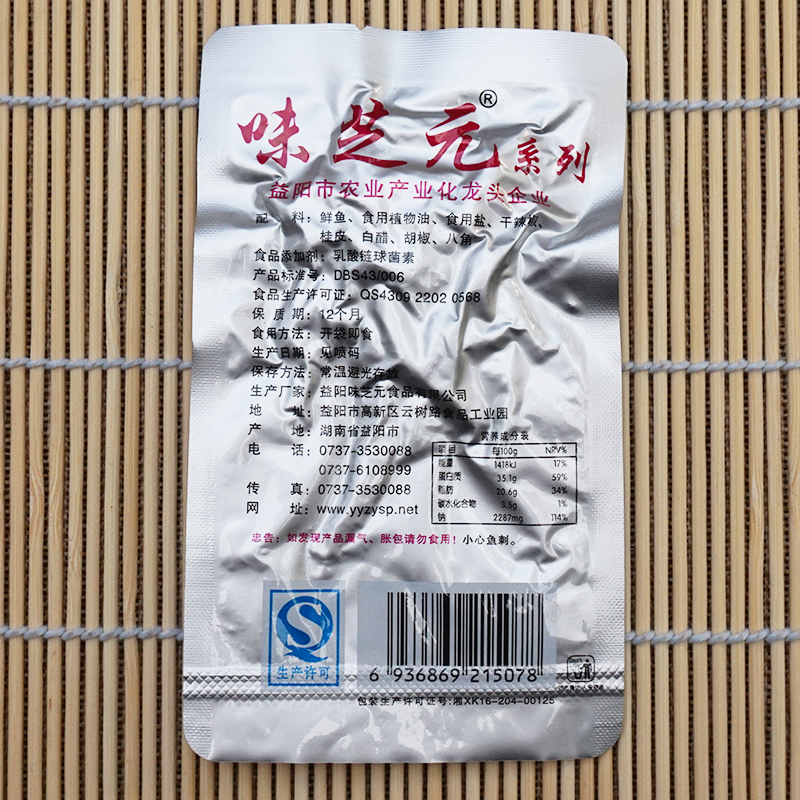 味芝元®系列
益阳市农业产业化龙头企业
配 料：鲜鱼、食用植物油、食用盐、干辣椒、
桂皮、白醋、胡椒、八角
食品添加剂：乳酸链球菌素
产品标准号：DBS43/006
食品生产许可证：QS4309 2202 0568
保 质 期：12个月
食用方法：开袋即食
生产日期：见喷码
保存方法：常温避光存放
生产厂家：益阳味芝元食品有限公司
地 址：益阳市高新区云树路食品工业园
产 地：湖南省益阳市
电 话：0737-3530088
0737-6108999
传 真：0737-3530088
网 址：www.yyzysp.net
营养成分表
项目 每100g NRV%
能量 1418kJ 17%
蛋白质 35.1g 59%
脂肪 20.6g 34%
碳水化合物 3.5g 1%
钠 2287mg 114%
忠告：如发现产品漏气、胀包请勿食用！小心鱼刺。
生产许可
6 936869 215078
包装生产许可证号：湘XK16-204-00125